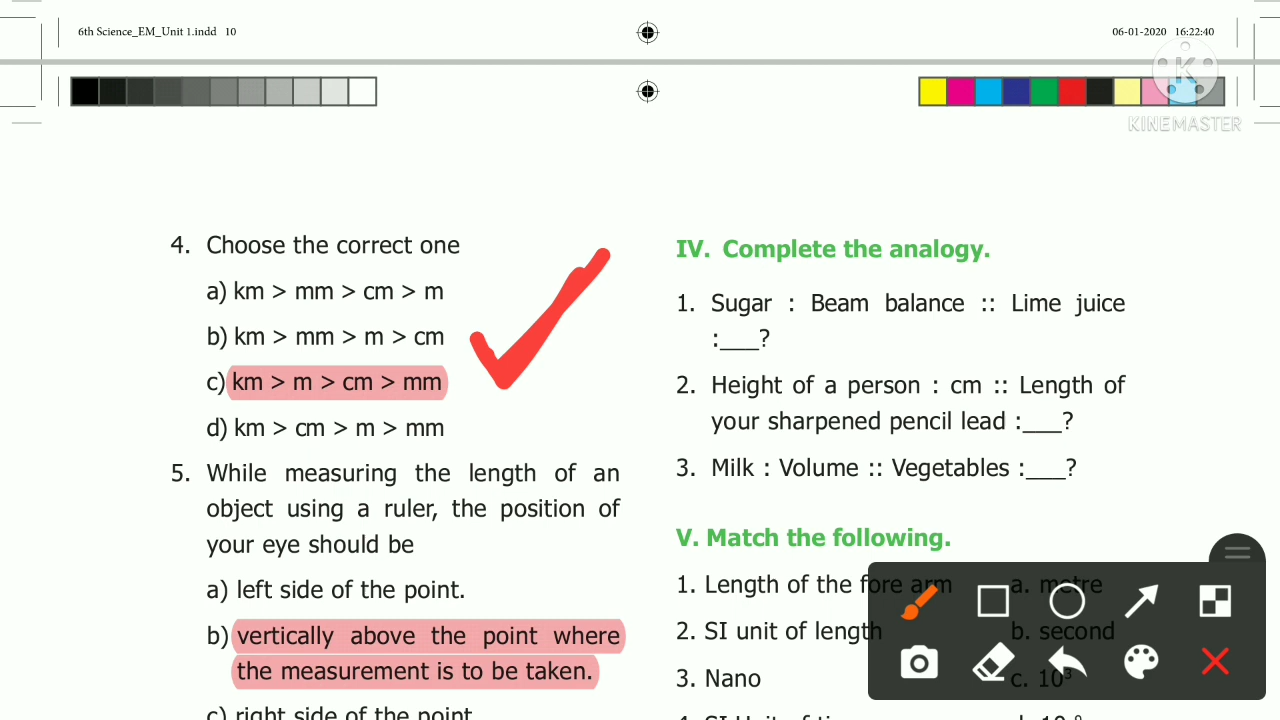 6th Science_EM_Unit 1.indd 10
06-01-2020 16:22:40
K
KINEMASTER
4. Choose the correct one
a) km > mm > cm > m
b) km > mm > m > cm
c) km > m > cm > mm
d) km > cm > m > mm
5. While measuring the length of an
object using a ruler, the position of
your eye should be
a) left side of the point.
b) vertically above the point where
the measurement is to be taken.
c) right side of the point
IV. Complete the analogy.
1. Sugar : Beam balance :: Lime juice
:___?
2. Height of a person : cm :: Length of
your sharpened pencil lead :___?
3. Milk : Volume :: Vegetables :___?
V. Match the following.
1. Length of the fore arm a. metre
2. SI unit of length b. second
3. Nano c. 10³